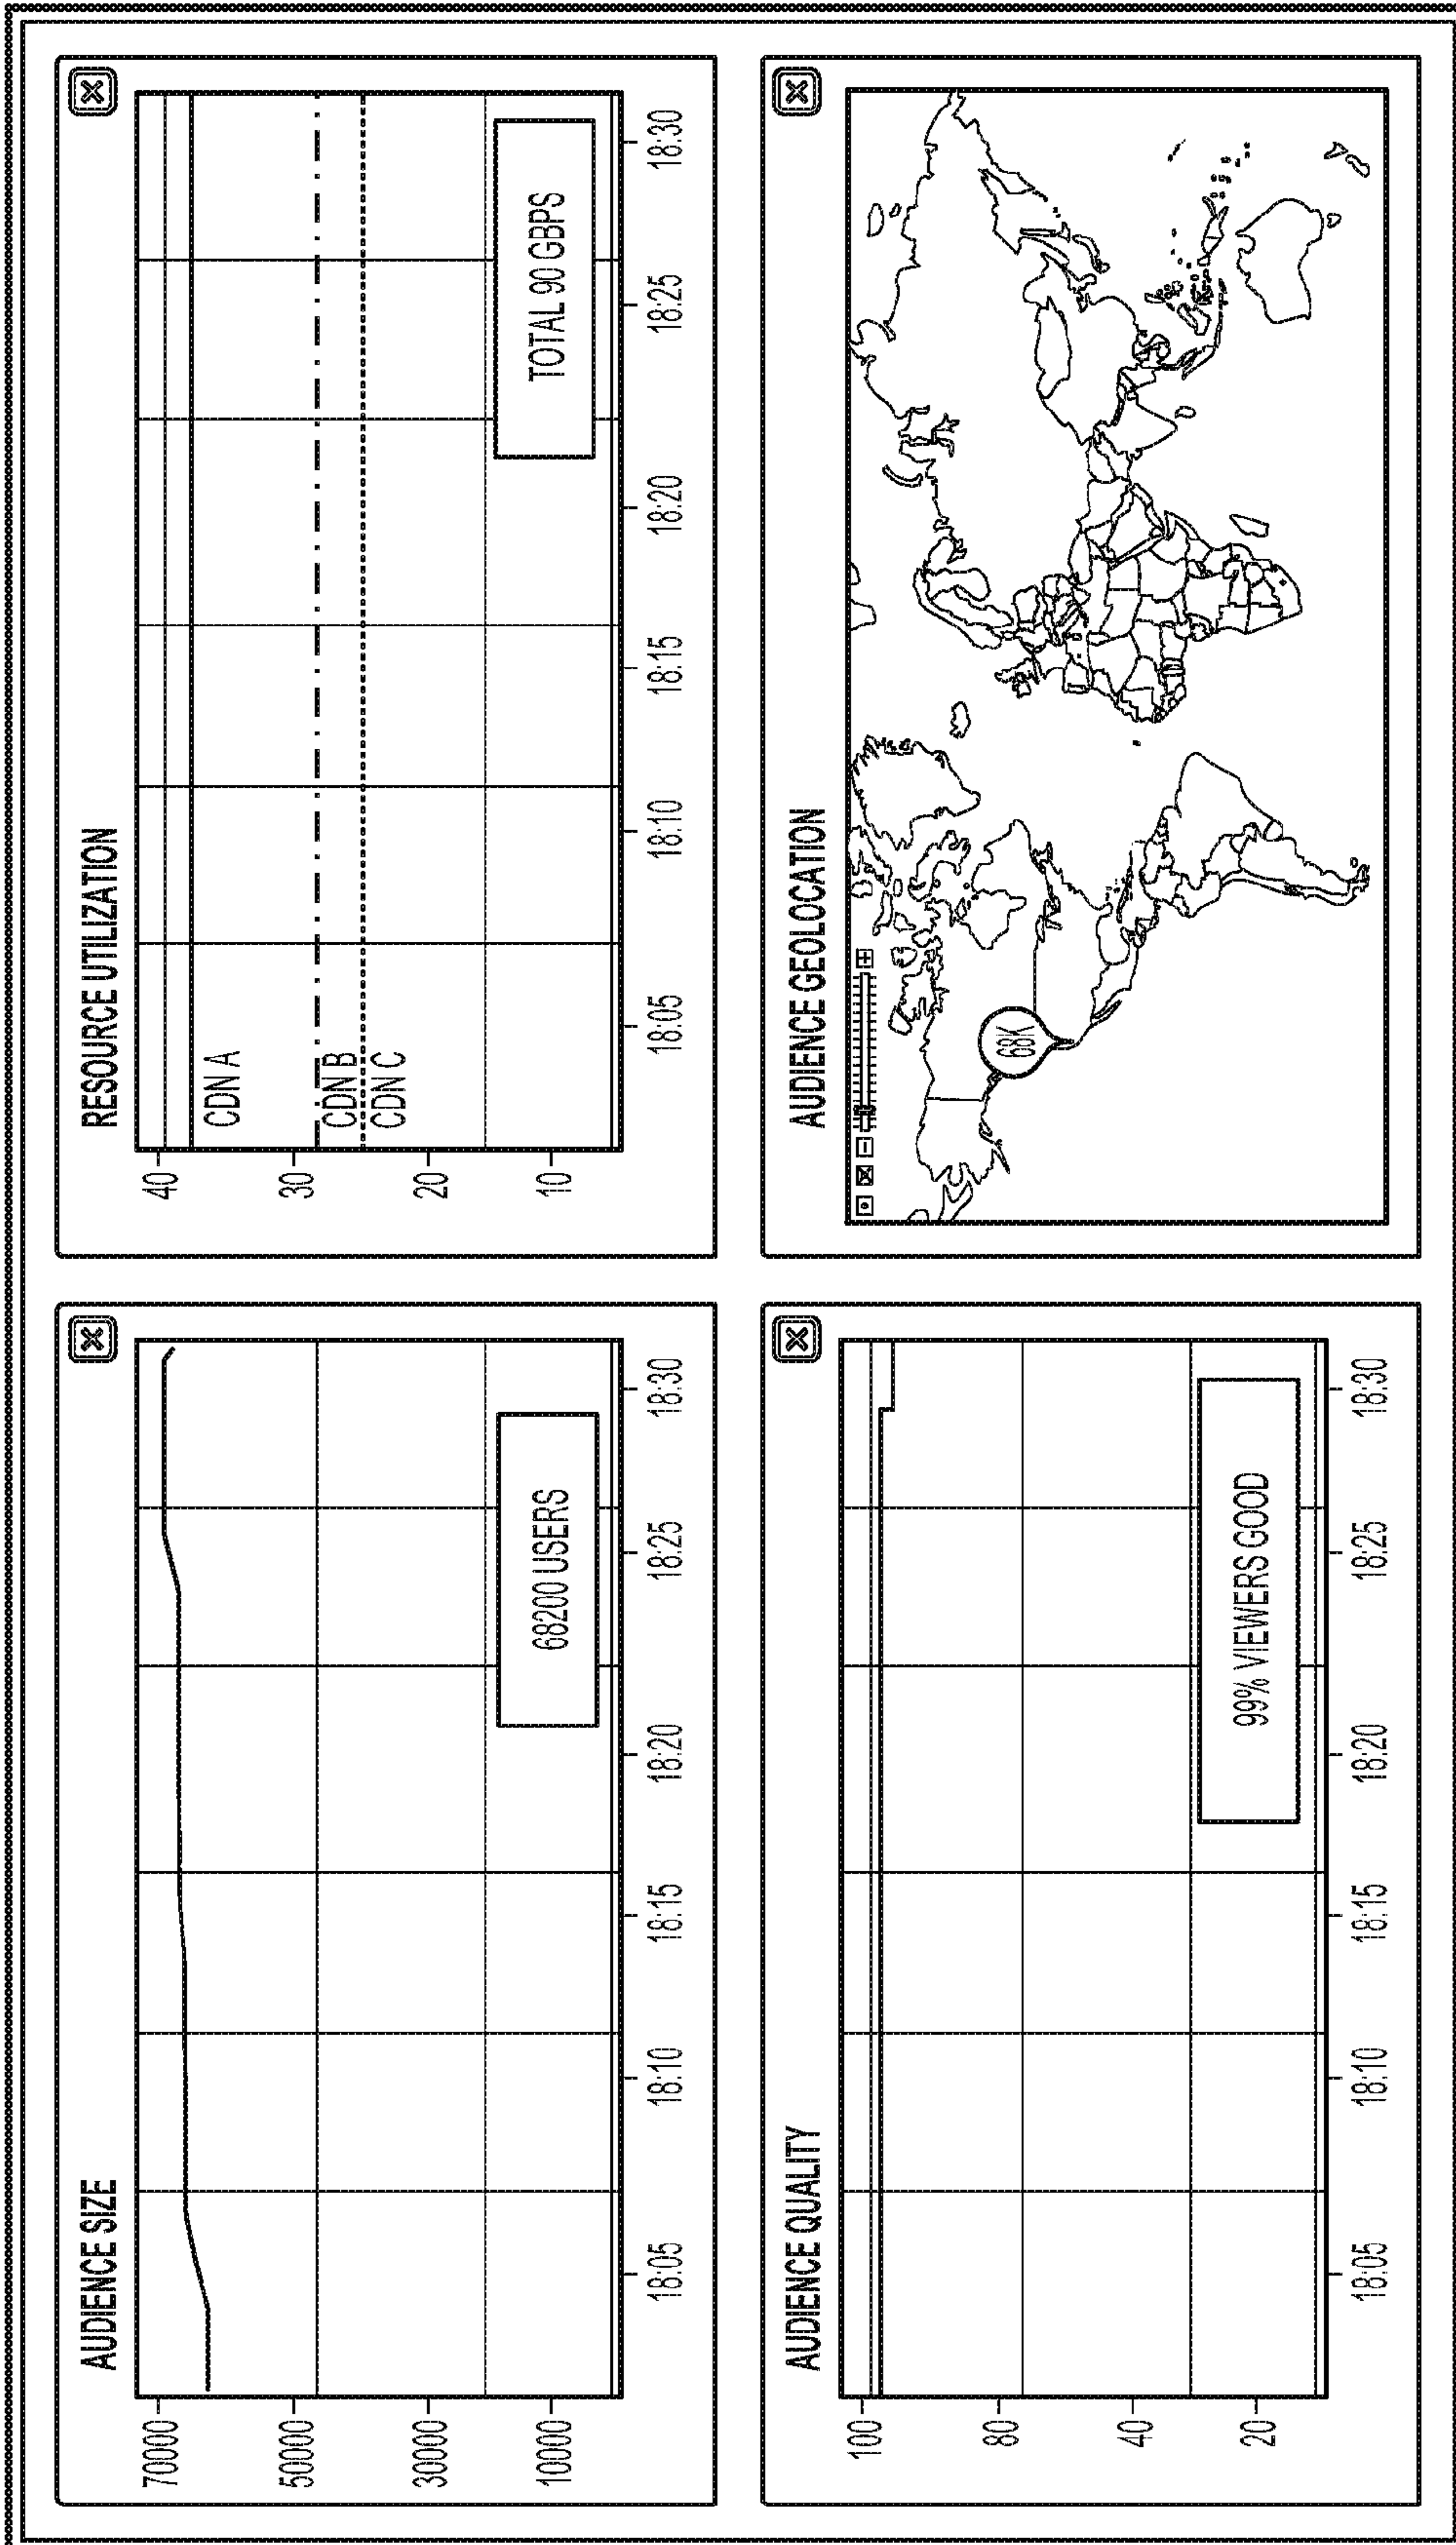 AUDIENCE SIZE
70000
50000
30000
10000
68200 USERS
18:05
18:10
18:15
18:20
18:25
18:30
RESOURCE UTILIZATION
40
30
20
10
CDN A
CDN B
CDN C
TOTAL 90 GBPS
18:05
18:10
18:15
18:20
18:25
18:30
AUDIENCE QUALITY
100
80
40
20
99% VIEWERS GOOD
18:05
18:10
18:15
18:20
18:25
18:30
AUDIENCE GEOLOCATION
68K